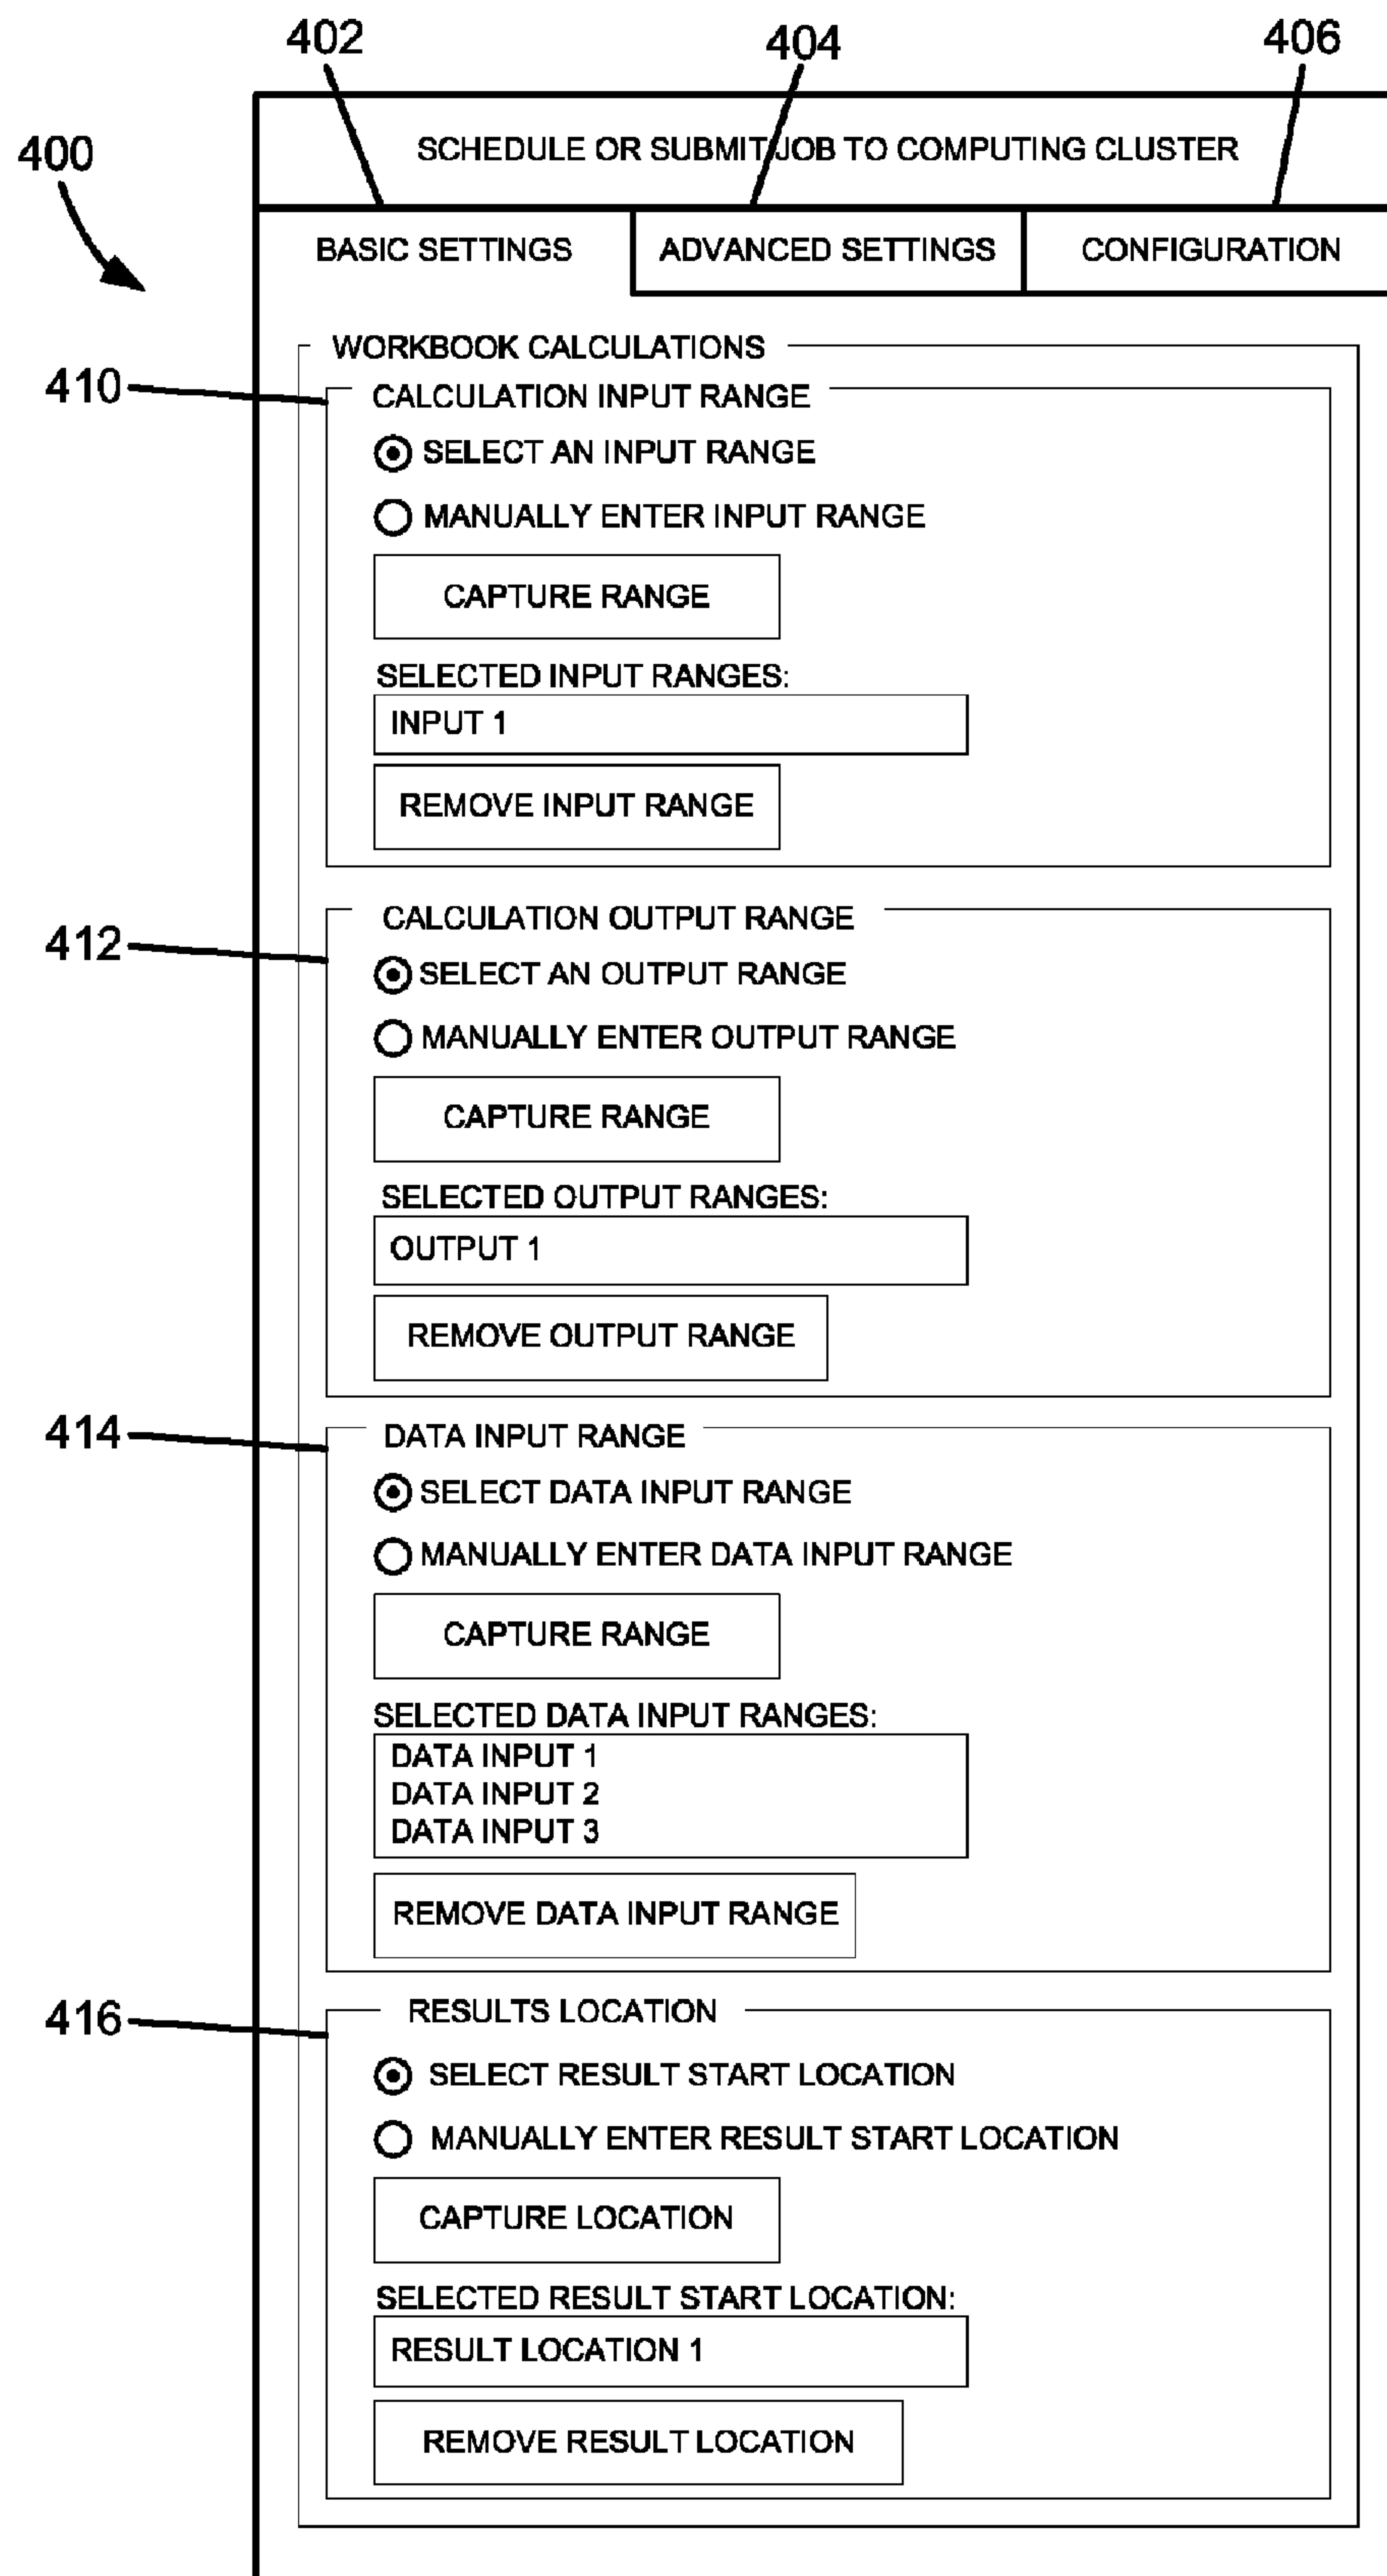 402 404 406
400
SCHEDULE OR SUBMIT JOB TO COMPUTING CLUSTER
BASIC SETTINGS ADVANCED SETTINGS CONFIGURATION
WORKBOOK CALCULATIONS
410
CALCULATION INPUT RANGE
SELECT AN INPUT RANGE
MANUALLY ENTER INPUT RANGE
CAPTURE RANGE
SELECTED INPUT RANGES:
INPUT 1
REMOVE INPUT RANGE
412
CALCULATION OUTPUT RANGE
SELECT AN OUTPUT RANGE
MANUALLY ENTER OUTPUT RANGE
CAPTURE RANGE
SELECTED OUTPUT RANGES:
OUTPUT 1
REMOVE OUTPUT RANGE
414
DATA INPUT RANGE
SELECT DATA INPUT RANGE
MANUALLY ENTER DATA INPUT RANGE
CAPTURE RANGE
SELECTED DATA INPUT RANGES:
DATA INPUT 1
DATA INPUT 2
DATA INPUT 3
REMOVE DATA INPUT RANGE
416
RESULTS LOCATION
SELECT RESULT START LOCATION
MANUALLY ENTER RESULT START LOCATION
CAPTURE LOCATION
SELECTED RESULT START LOCATION:
RESULT LOCATION 1
REMOVE RESULT LOCATION